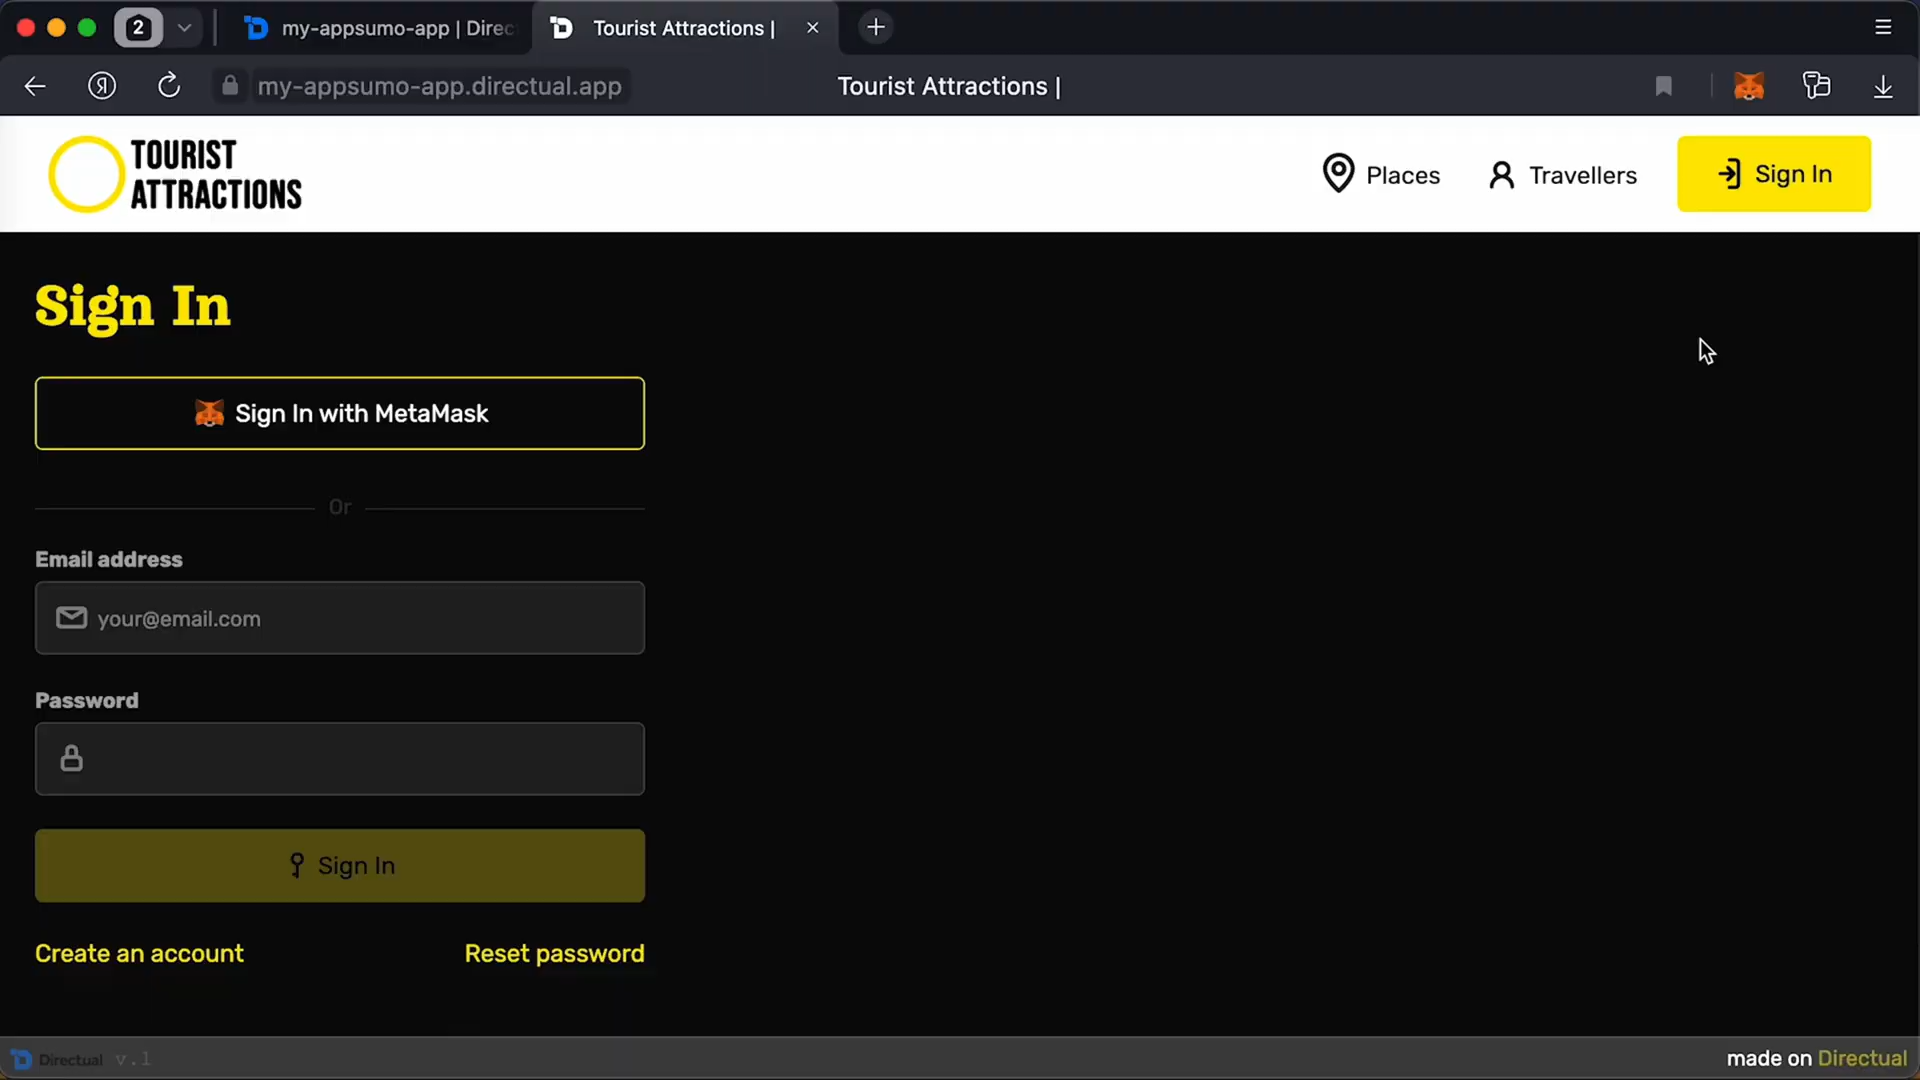 2
my-appsumo-app | Direc
Tourist Attractions |
my-appsumo-app.directual.app
Tourist Attractions |
TOURIST
ATTRACTIONS
Places
Travellers
Sign In
Sign In
Sign In with MetaMask
Or
Email address
your@email.com
Password
Sign In
Create an account
Reset password
Directual v.1
made on Directual